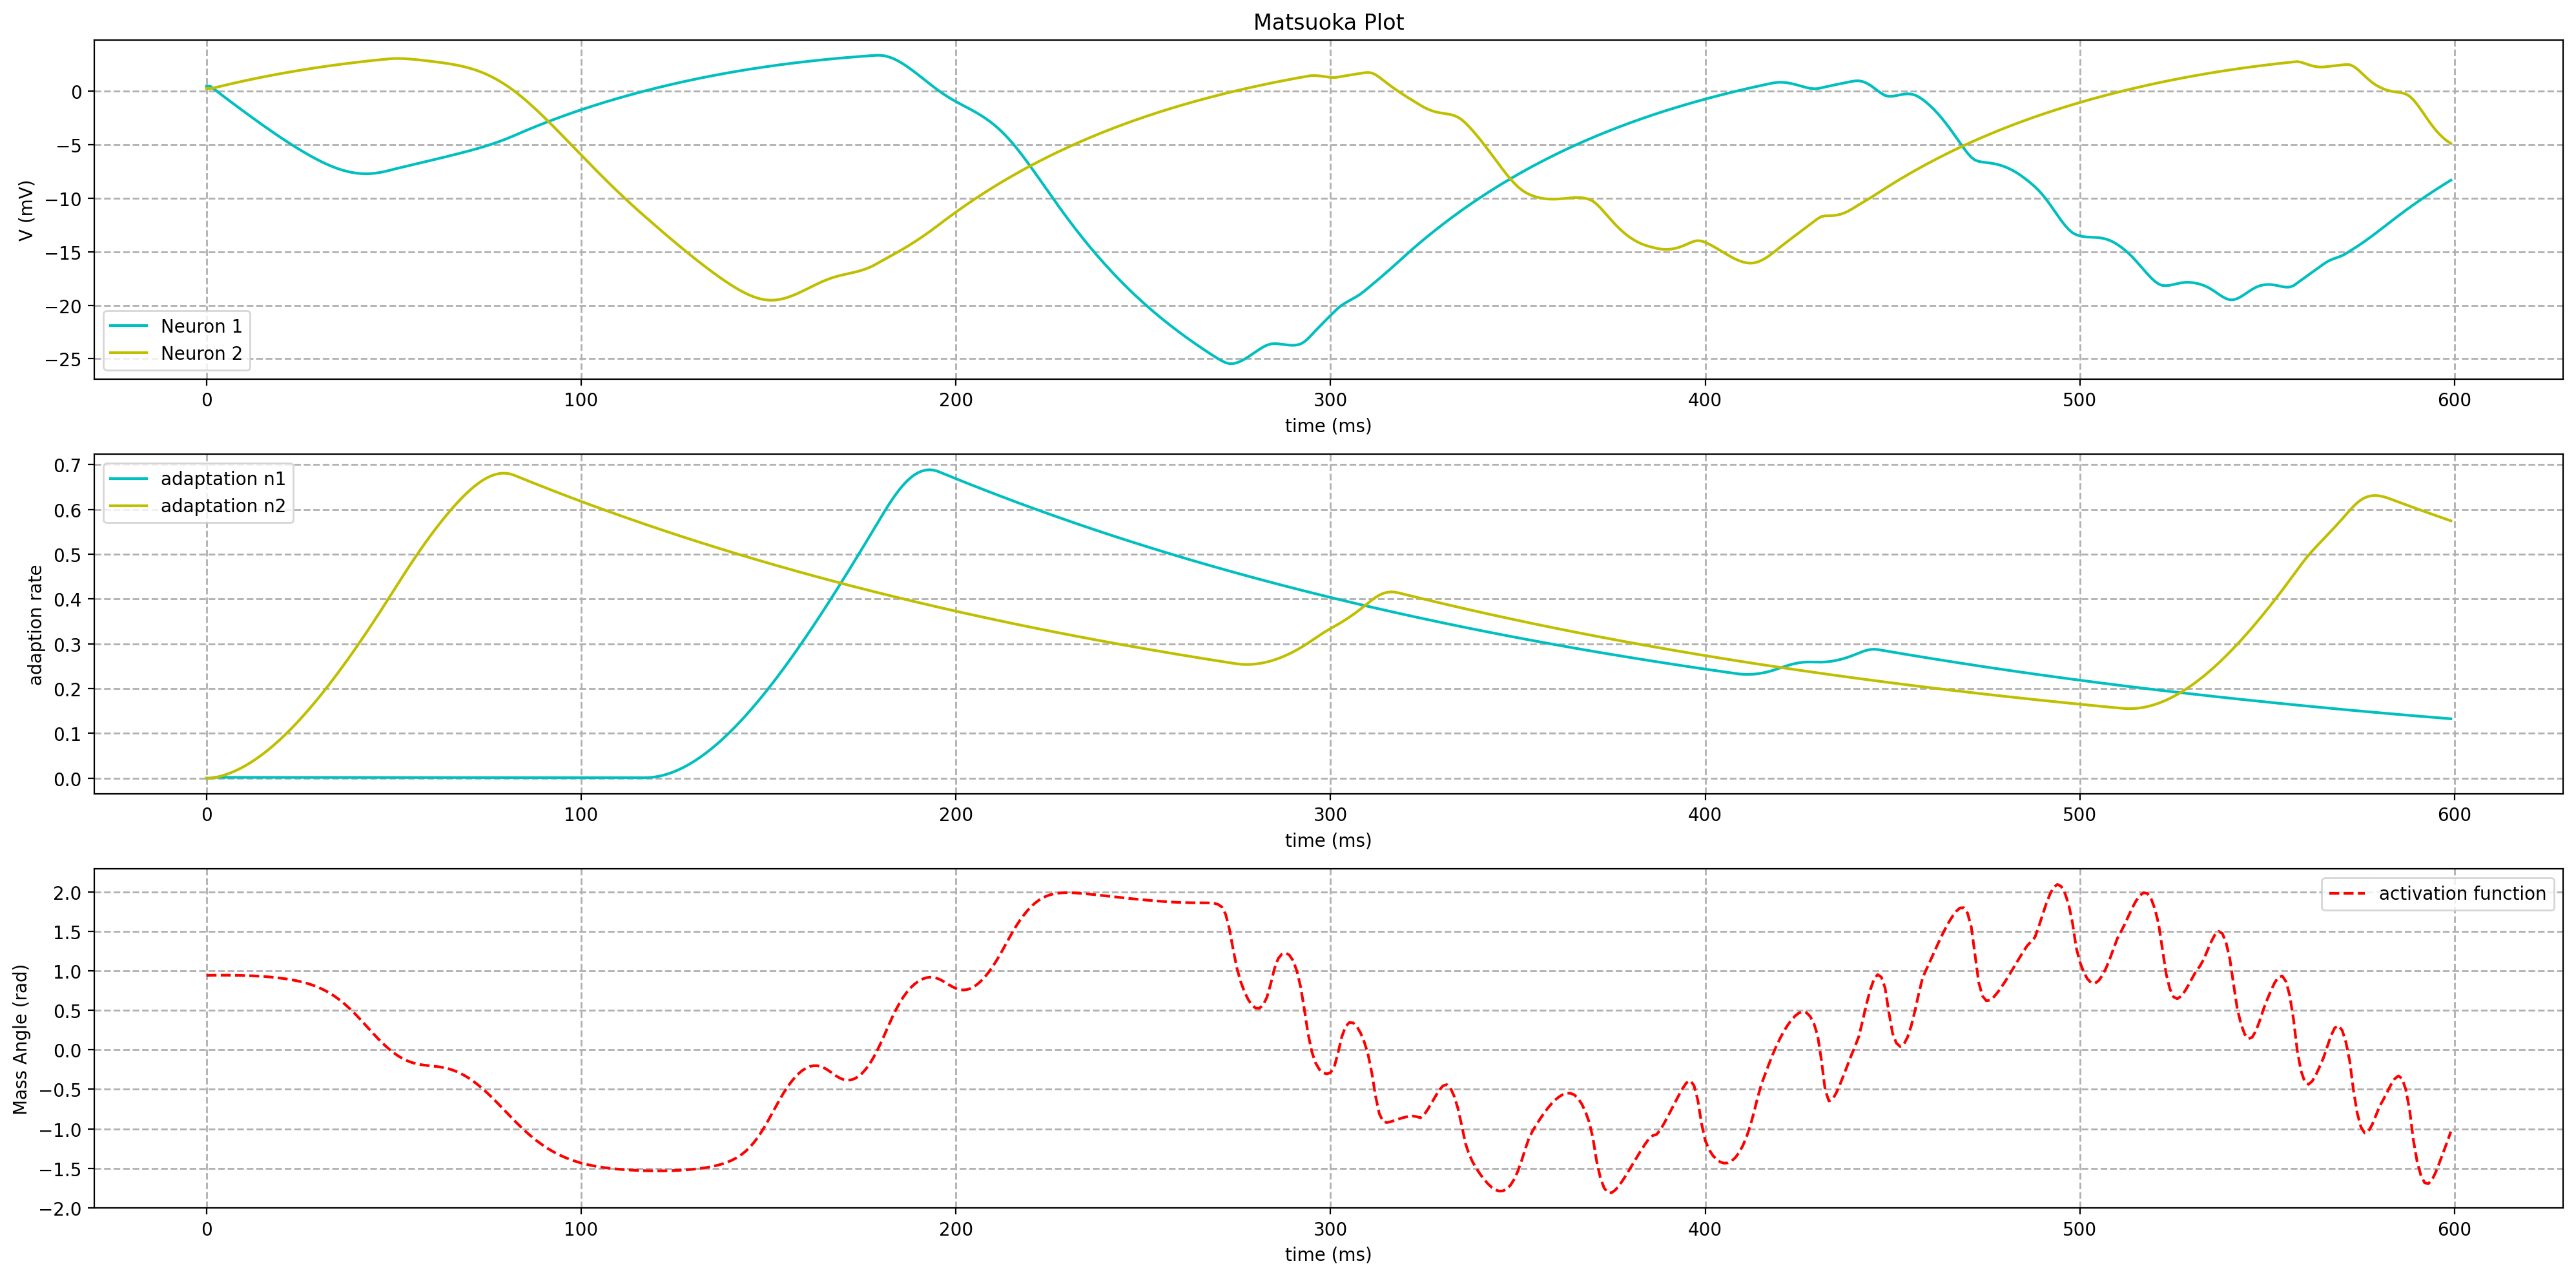 Matsuoka Plot
V (mV)
0
−5
−10
−15
−20
−25
Neuron 1
Neuron 2
0 100 200 300 400 500 600
time (ms)
adaption rate
0.7
0.6
0.5
0.4
0.3
0.2
0.1
0.0
adaptation n1
adaptation n2
0 100 200 300 400 500 600
time (ms)
Mass Angle (rad)
2.0
1.5
1.0
0.5
0.0
−0.5
−1.0
−1.5
−2.0
activation function
0 100 200 300 400 500 600
time (ms)